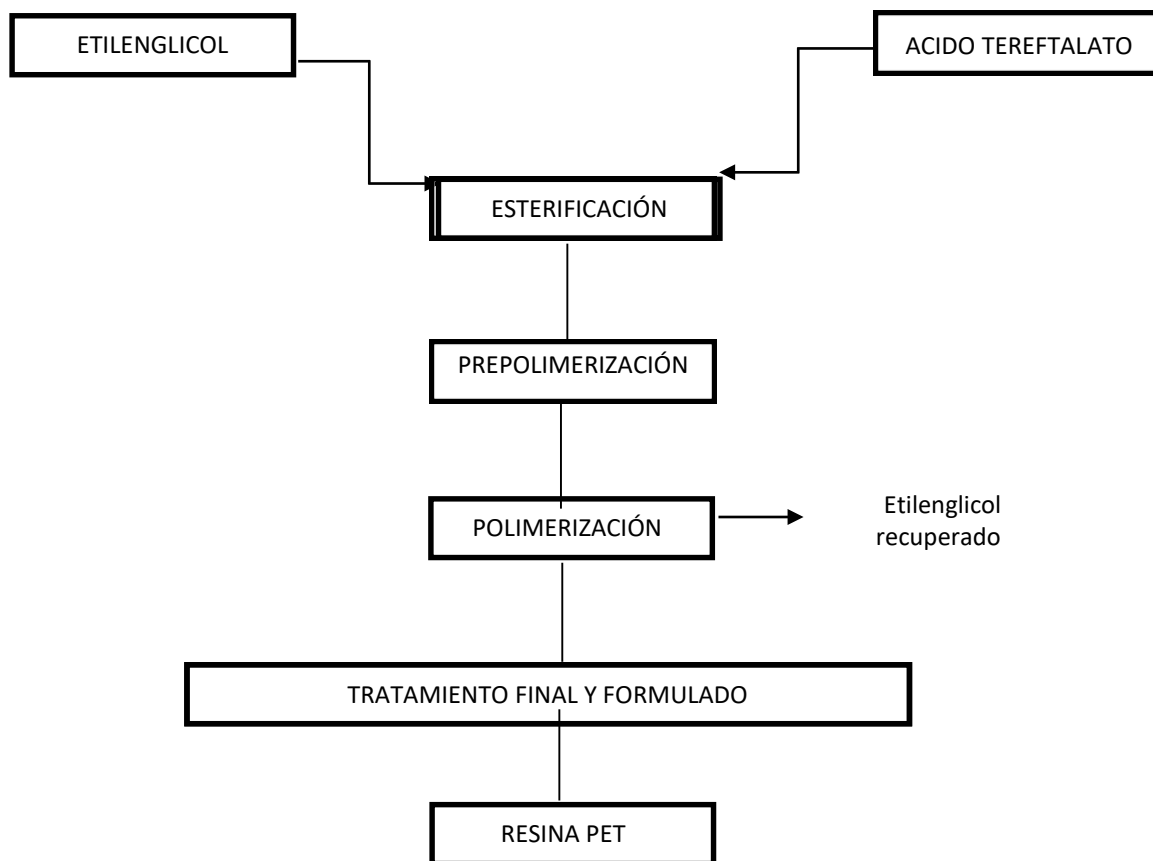 ETILENGLICOL
ACIDO TEREFTALATO
ESTERIFICACIÓN
PREPOLIMERIZACIÓN
POLIMERIZACIÓN
Etilenglicol
recuperado
TRATAMIENTO FINAL Y FORMULADO
RESINA PET